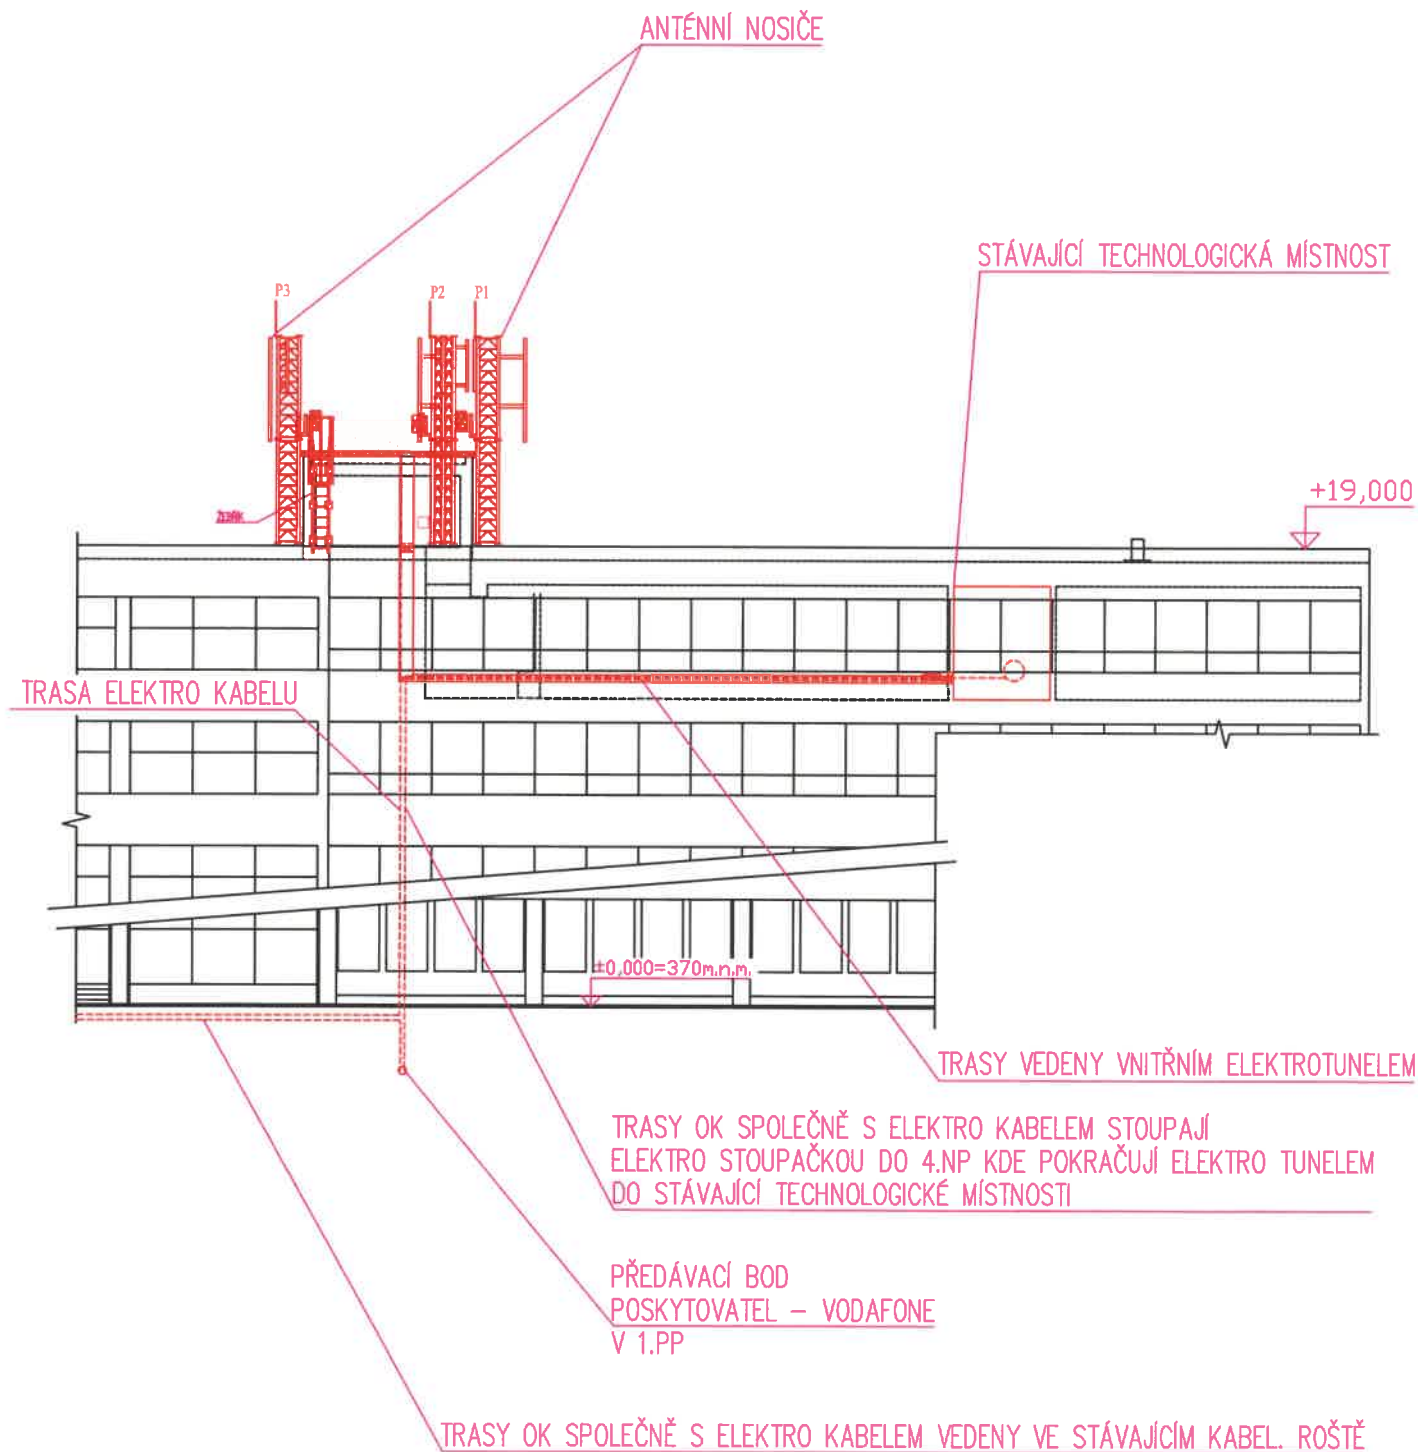 ANTÉNNÍ NOSIČE
STÁVAJÍCÍ TECHNOLOGICKÁ MÍSTNOST
P3
P2
P1
+19,000
ŽEBŘÍK
TRASA ELEKTRO KABELU
±0,000=370m.n.m.
TRASY VEDENY VNITŘNÍM ELEKTROTUNELEM
TRASY OK SPOLEČNĚ S ELEKTRO KABELEM STOUPAJÍ
ELEKTRO STOUPAČKOU DO 4.NP KDE POKRAČUJÍ ELEKTRO TUNELEM
DO STÁVAJÍCÍ TECHNOLOGICKÉ MÍSTNOSTI
PŘEDÁVACÍ BOD
POSKYTOVATEL – VODAFONE
V 1.PP
TRASY OK SPOLEČNĚ S ELEKTRO KABELEM VEDENY VE STÁVAJÍCÍM KABEL. ROŠTĚ